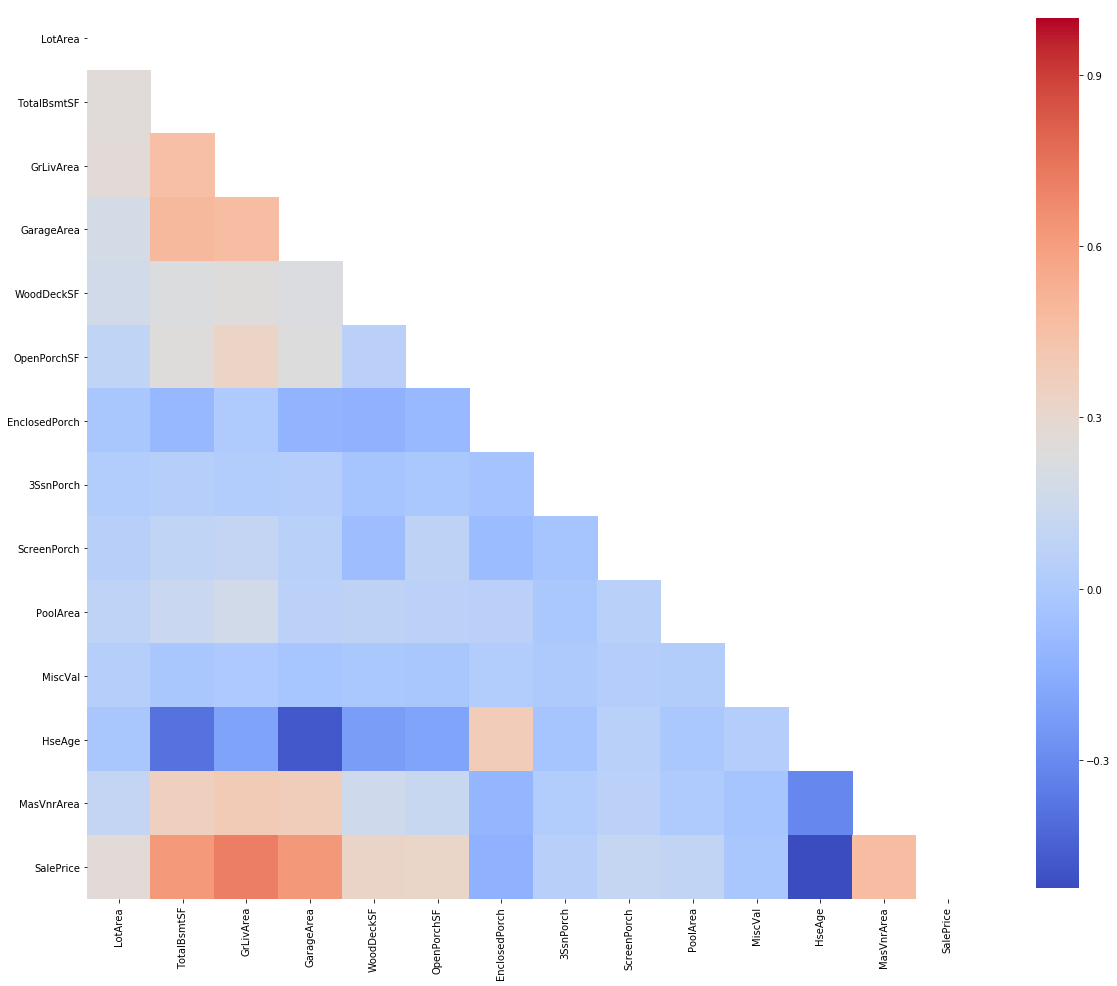 LotArea
TotalBsmtSF
GrLivArea
GarageArea
WoodDeckSF
OpenPorchSF
EnclosedPorch
3SsnPorch
ScreenPorch
PoolArea
MiscVal
HseAge
MasVnrArea
SalePrice
LotArea
TotalBsmtSF
GrLivArea
GarageArea
WoodDeckSF
OpenPorchSF
EnclosedPorch
3SsnPorch
ScreenPorch
PoolArea
MiscVal
HseAge
MasVnrArea
SalePrice
0.9
0.6
0.3
0.0
−0.3